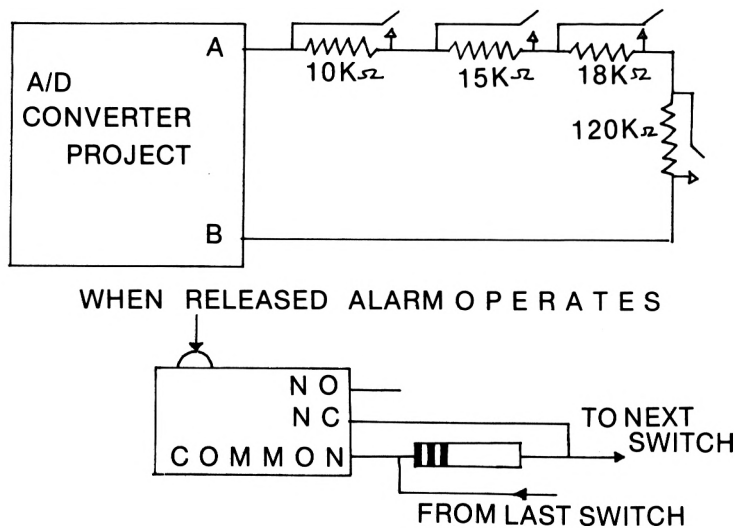 A
A/D
CONVERTER
PROJECT
B
10KΩ
15KΩ
18KΩ
120KΩ
WHEN RELEASED ALARM OPERATES
NO
NC
COMMON
TO NEXT
SWITCH
FROM LAST SWITCH